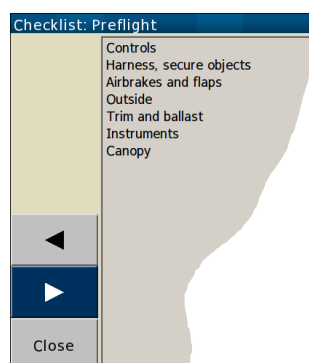 Checklist: Preflight
Controls
Harness, secure objects
Airbrakes and flaps
Outside
Trim and ballast
Instruments
Canopy
Close